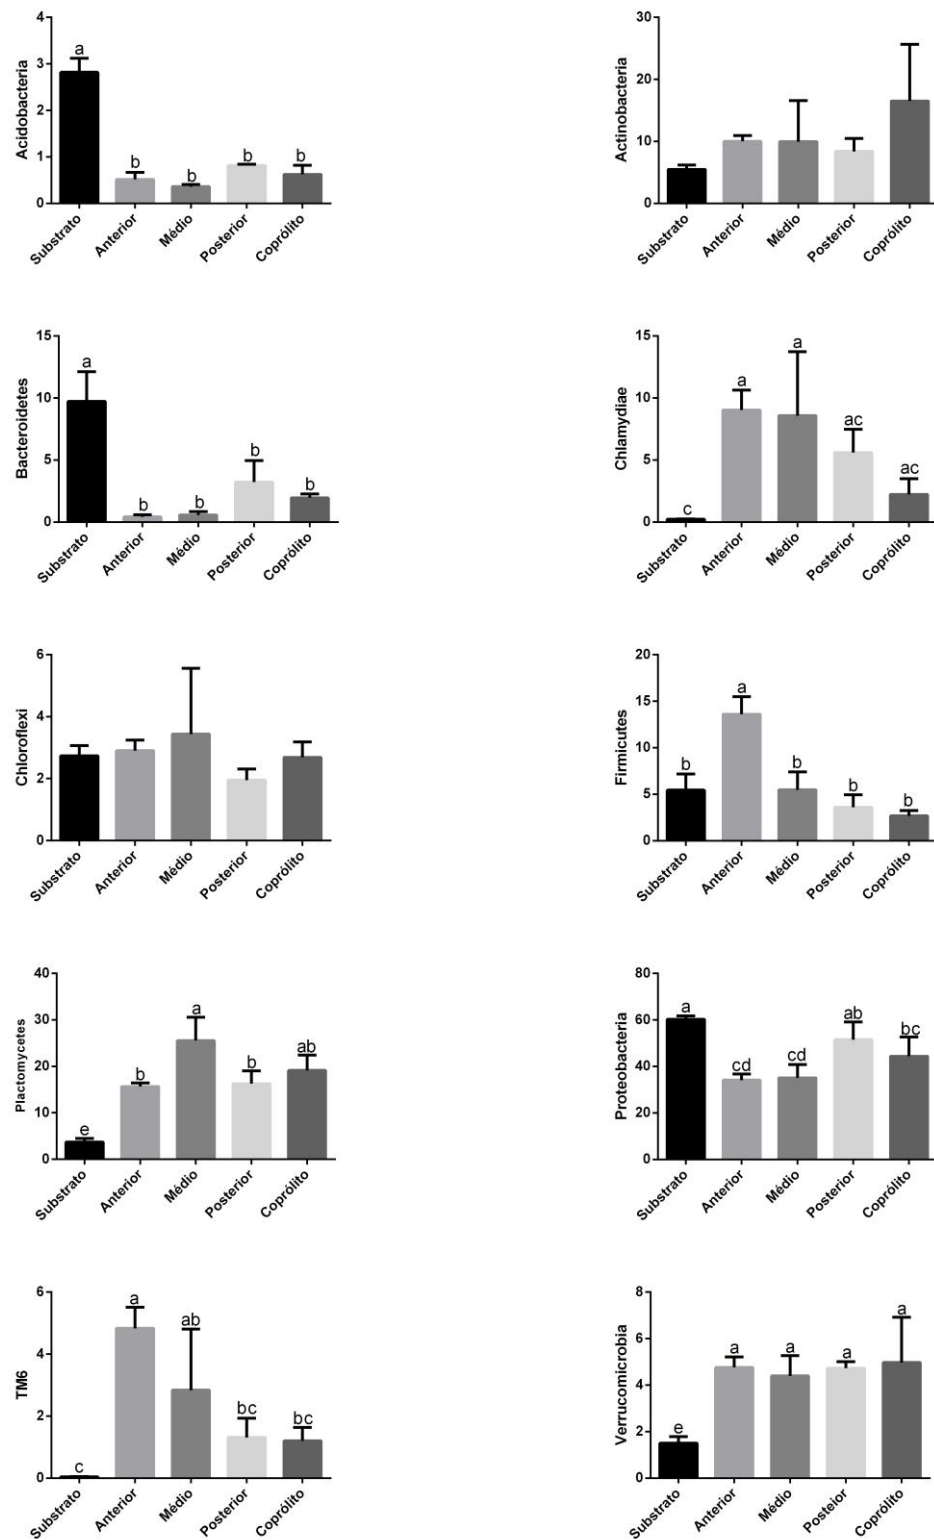 Acidobacteria
4
3
2
1
0
a
b
b
b
b
Substrato
Anterior
Médio
Posterior
Coprólito
Actinobacteria
30
20
10
0
Substrato
Anterior
Médio
Posterior
Coprólito
Bacteroidetes
15
10
5
0
a
b
b
b
b
Substrato
Anterior
Médio
Posterior
Coprólito
Chlamydiae
15
10
5
0
c
a
a
ac
ac
Substrato
Anterior
Médio
Posterior
Coprólito
Chloroflexi
6
4
2
0
Substrato
Anterior
Médio
Posterior
Coprólito
Firmicutes
20
15
10
5
0
b
a
b
b
b
Substrato
Anterior
Médio
Posterior
Coprólito
Plactomycetes
40
30
20
10
0
e
b
a
b
ab
Substrato
Anterior
Médio
Posterior
Coprólito
Proteobacteria
80
60
40
20
0
a
cd
cd
ab
bc
Substrato
Anterior
Médio
Posterior
Coprólito
TM6
6
4
2
0
c
a
ab
bc
bc
Substrato
Anterior
Médio
Posterior
Coprólito
Verrucomicrobia
8
6
4
2
0
e
a
a
a
a
Substrato
Anterior
Médio
Posteior
Coprólito